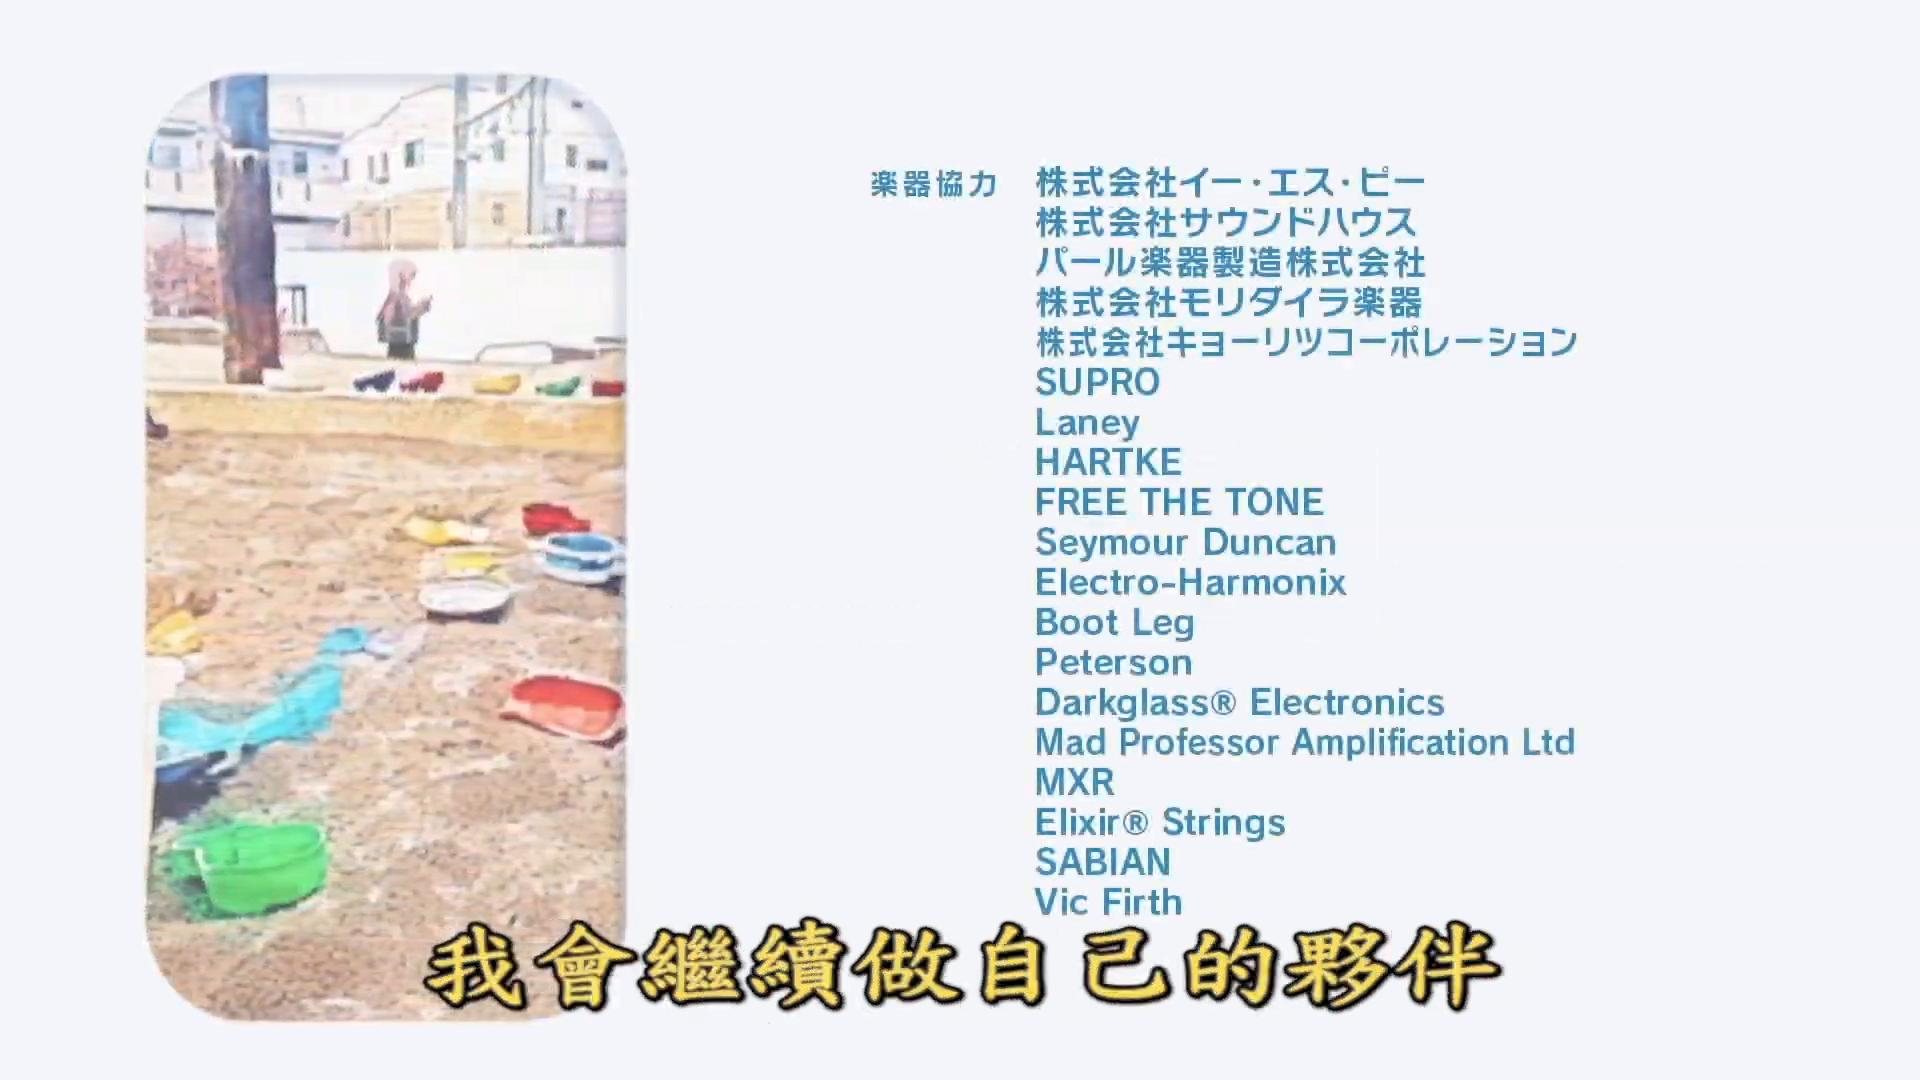 楽器協力 株式会社イー・エス・ピー
株式会社サウンドハウス
パール楽器製造株式会社
株式会社モリダイラ楽器
株式会社キョーリツコーポレーション
SUPRO
Laney
HARTKE
FREE THE TONE
Seymour Duncan
Electro-Harmonix
Boot Leg
Peterson
Darkglass® Electronics
Mad Professor Amplification Ltd
MXR
Elixir® Strings
SABIAN
Vic Firth
我會繼續做自己的夥伴